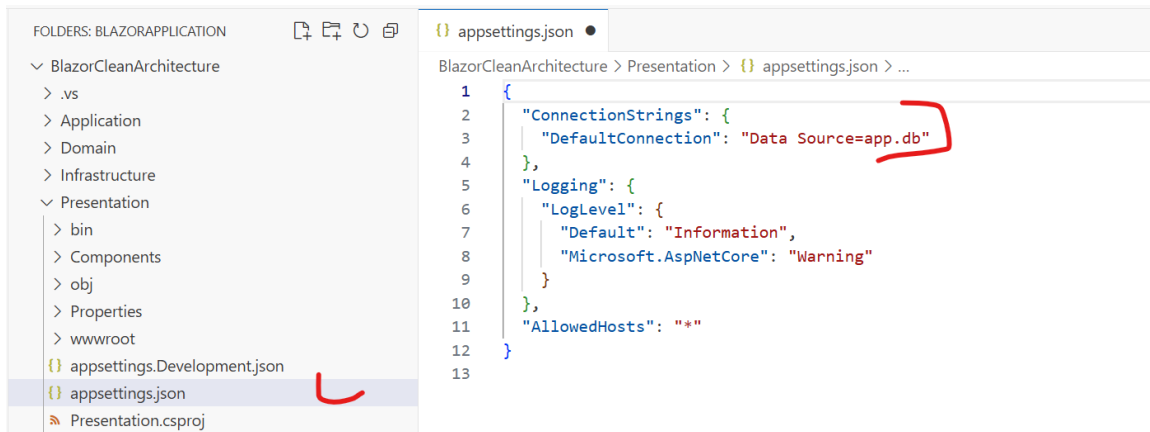 FOLDERS: BLAZORAPPLICATION
BlazorCleanArchitecture
.vs
Application
Domain
Infrastructure
Presentation
bin
Components
obj
Properties
wwwroot
{} appsettings.Development.json
{} appsettings.json
Presentation.csproj
{} appsettings.json ●
BlazorCleanArchitecture > Presentation > {} appsettings.json > ...
1 {
2 "ConnectionStrings": {
3 "DefaultConnection": "Data Source=app.db"
4 },
5 "Logging": {
6 "LogLevel": {
7 "Default": "Information",
8 "Microsoft.AspNetCore": "Warning"
9 }
10 },
11 "AllowedHosts": "*"
12 }
13